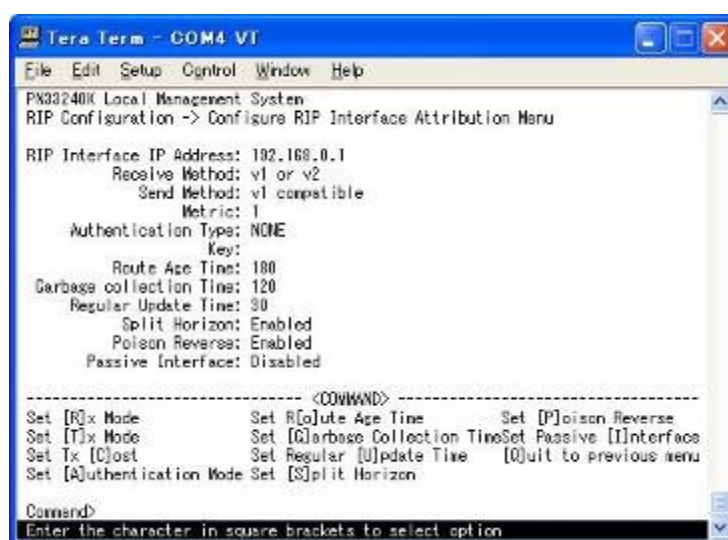 Tera Term - COM4 VT
File Edit Setup Control Window Help
PN33240K Local Management System
RIP Configuration -> Configure RIP Interface Attribution Menu
RIP Interface IP Address: 192.168.0.1
Receive Method: v1 or v2
Send Method: v1 compatible
Metric: 1
Authentication Type: NONE
Key:
Route Age Time: 180
Garbage collection Time: 120
Regular Update Time: 30
Split Horizon: Enabled
Poison Reverse: Enabled
Passive Interface: Disabled
------------------------------- <COMMAND> -----------------------------------
Set [R]x Mode Set R[o]ute Age Time Set [P]oison Reverse
Set [T]x Mode Set [G]arbage Collection TimeSet Passive [I]nterface
Set Tx [C]ost Set Regular [U]pdate Time [Q]uit to previous menu
Set [A]uthentication Mode Set [S]plit Horizon
Command>
Enter the character in square brackets to select option